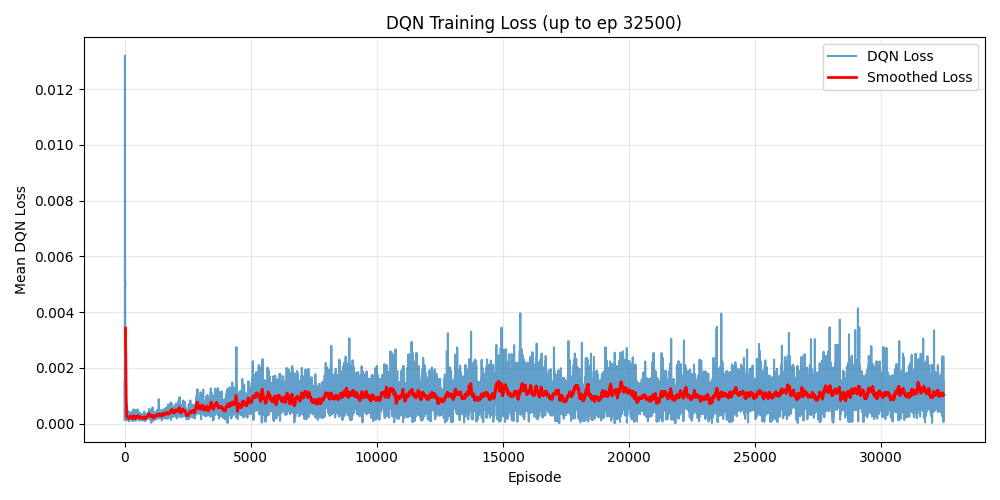 DQN Training Loss (up to ep 32500)
DQN Loss
Smoothed Loss
Mean DQN Loss
0.012
0.010
0.008
0.006
0.004
0.002
0.000
0 5000 10000 15000 20000 25000 30000
Episode